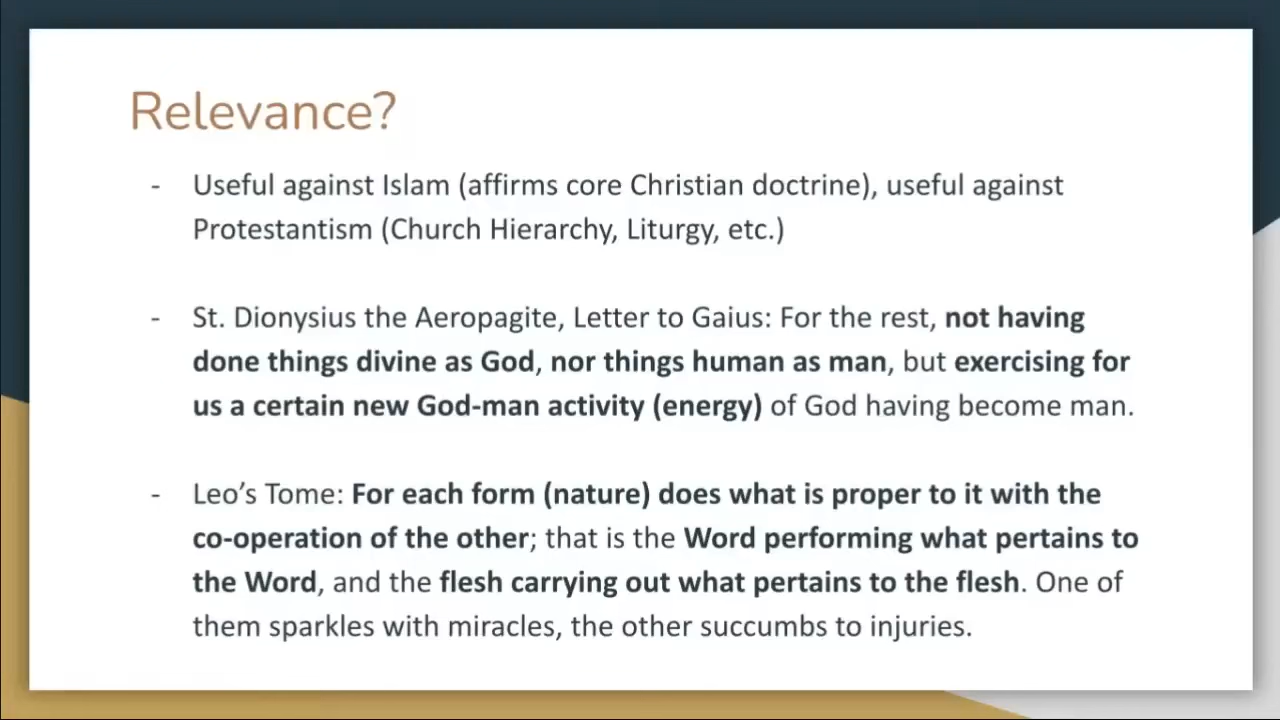 Relevance?
- Useful against Islam (affirms core Christian doctrine), useful against
Protestantism (Church Hierarchy, Liturgy, etc.)
- St. Dionysius the Aeropagite, Letter to Gaius: For the rest, not having
done things divine as God, nor things human as man, but exercising for
us a certain new God-man activity (energy) of God having become man.
- Leo’s Tome: For each form (nature) does what is proper to it with the
co-operation of the other; that is the Word performing what pertains to
the Word, and the flesh carrying out what pertains to the flesh. One of
them sparkles with miracles, the other succumbs to injuries.